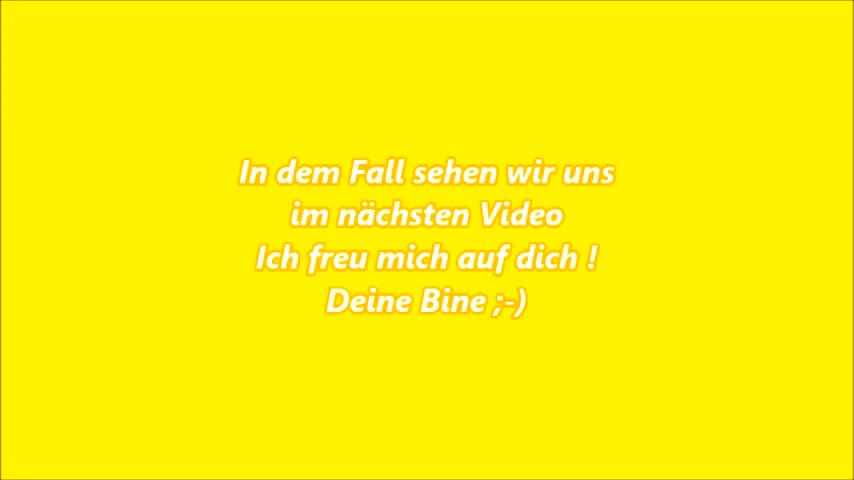 In dem Fall sehen wir uns
im nächsten Video
Ich freu mich auf dich !
Deine Bine ;-)